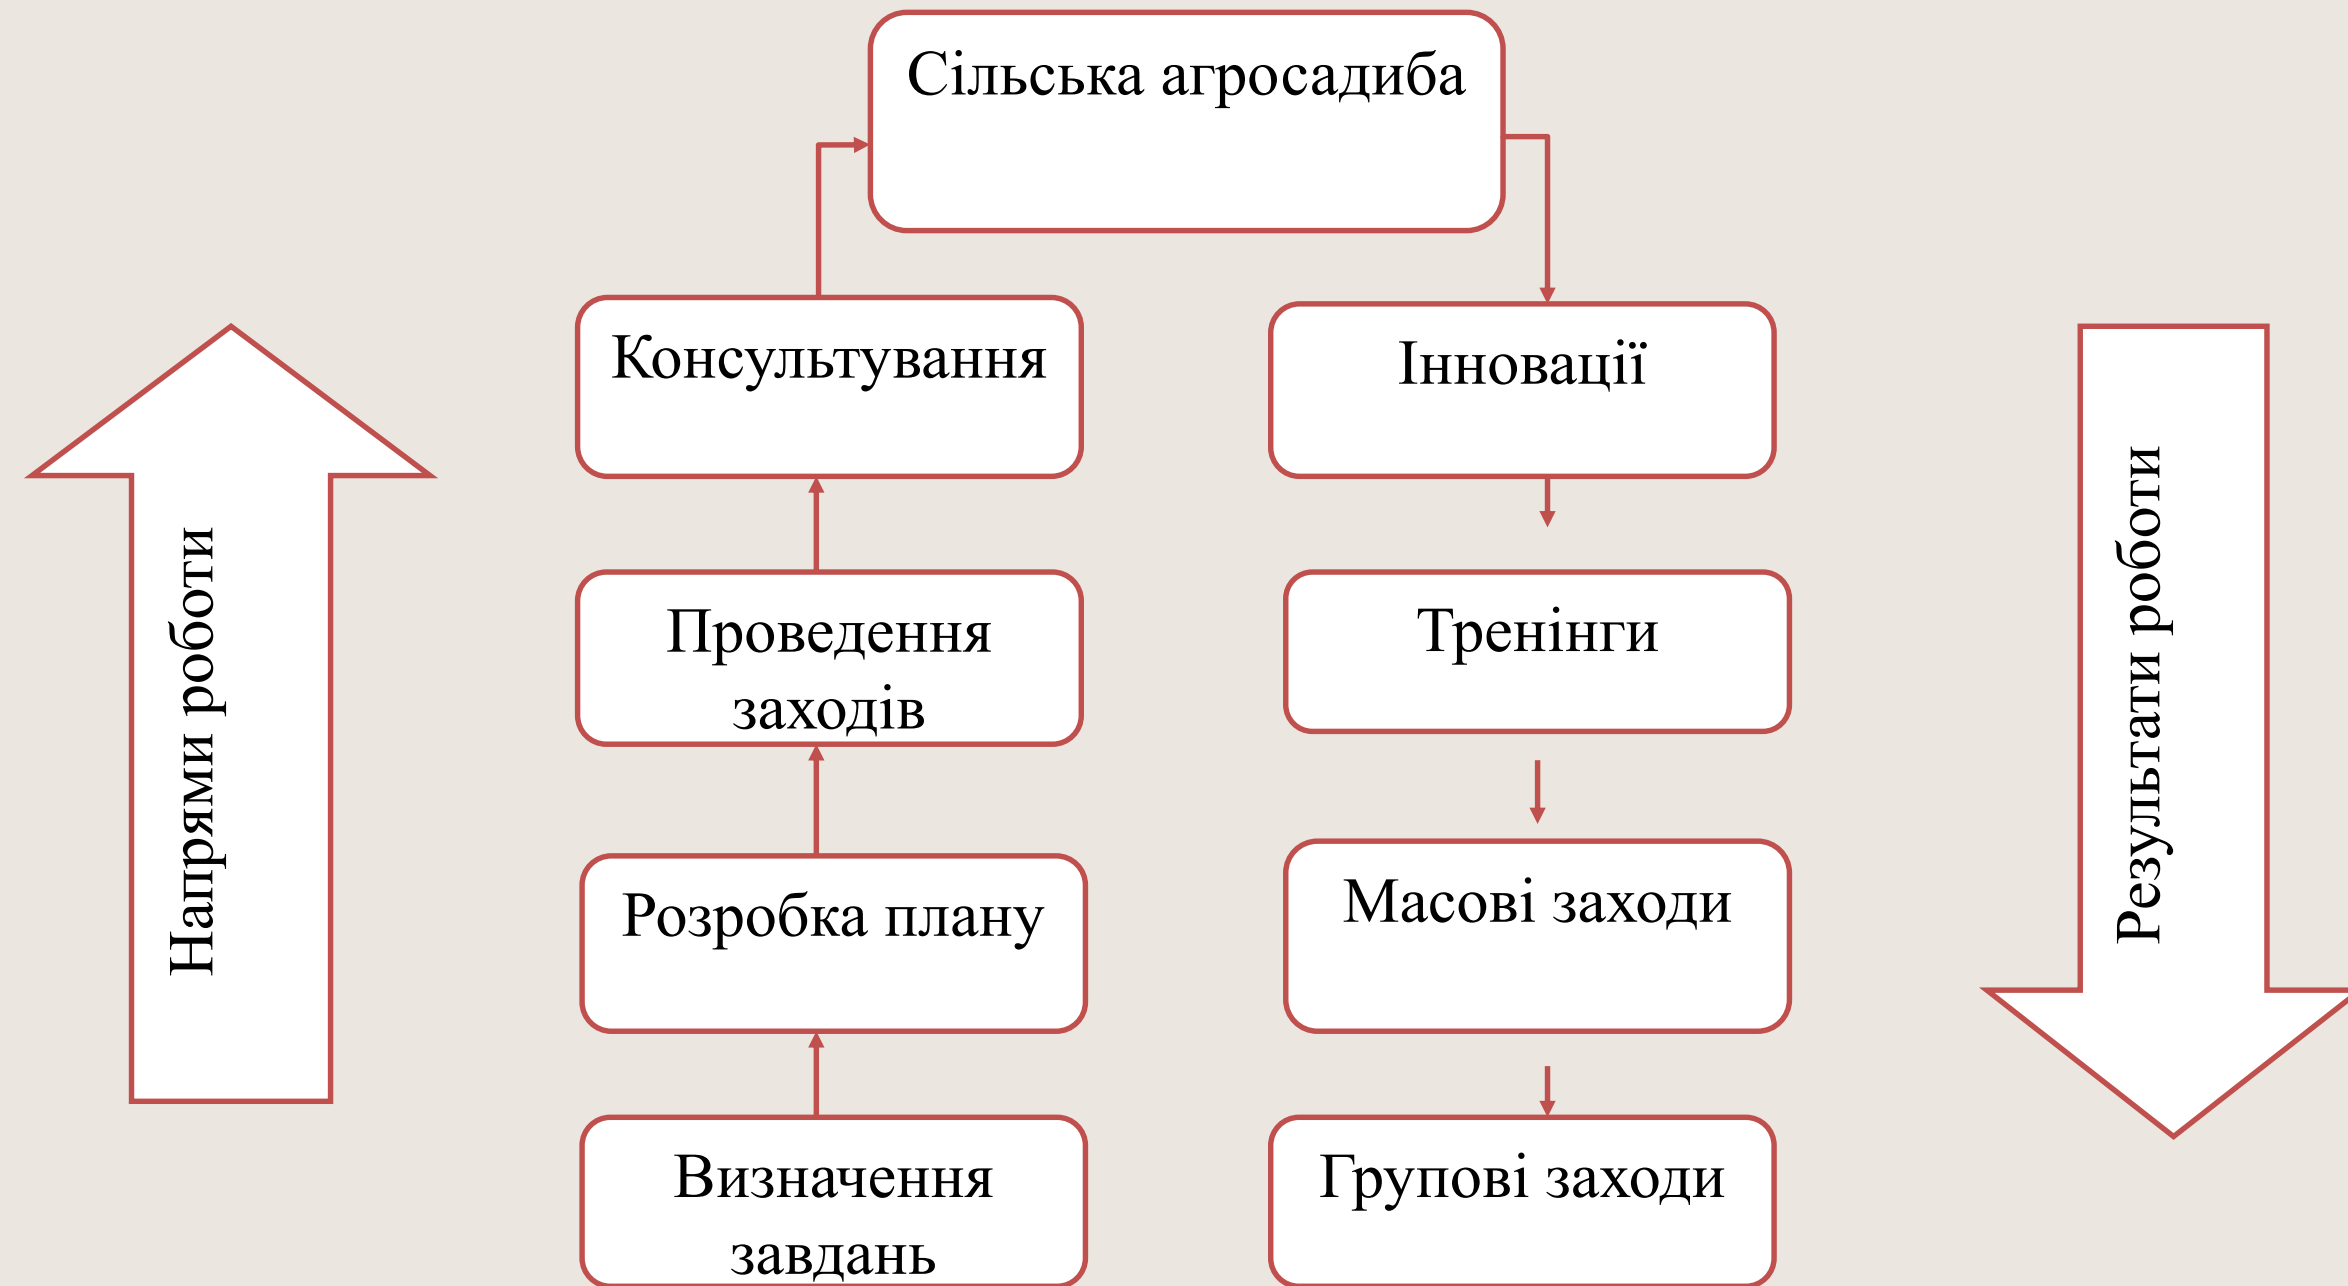 Сільська агросадиба
Консультування
Інновації
Проведення
заходів
Тренінги
Розробка плану
Масові заходи
Визначення
завдань
Групові заходи
Напрями роботи
Результати роботи